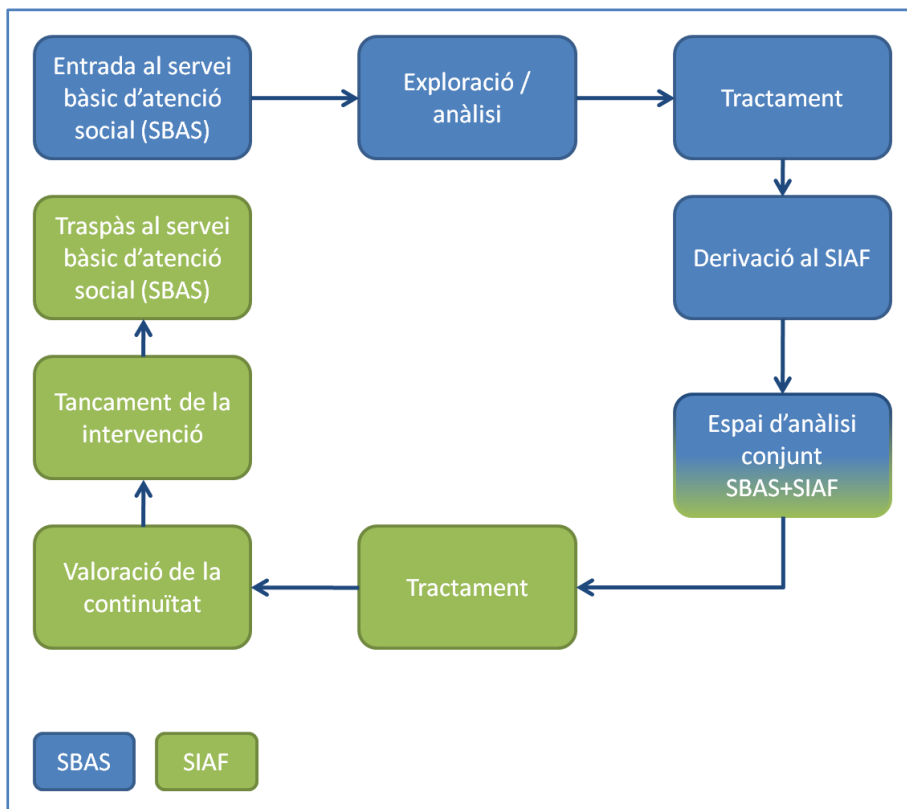 Entrada al servei
bàsic d’atenció
social (SBAS)
Exploració /
anàlisi
Tractament
Traspàs al servei
bàsic d’atenció
social (SBAS)
Derivació al SIAF
Tancament de la
intervenció
Espai d’anàlisi
conjunt
SBAS+SIAF
Valoració de la
continuïtat
Tractament
SBAS
SIAF